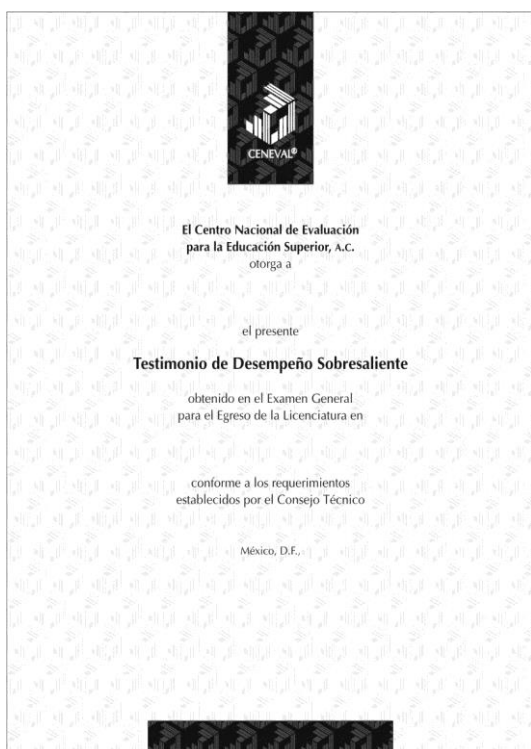 CENEVAL®
El Centro Nacional de Evaluación
para la Educación Superior, A.C.
otorga a
el presente
Testimonio de Desempeño Sobresaliente
obtenido en el Examen General
para el Egreso de la Licenciatura en
conforme a los requerimientos
establecidos por el Consejo Técnico
México, D.F.,